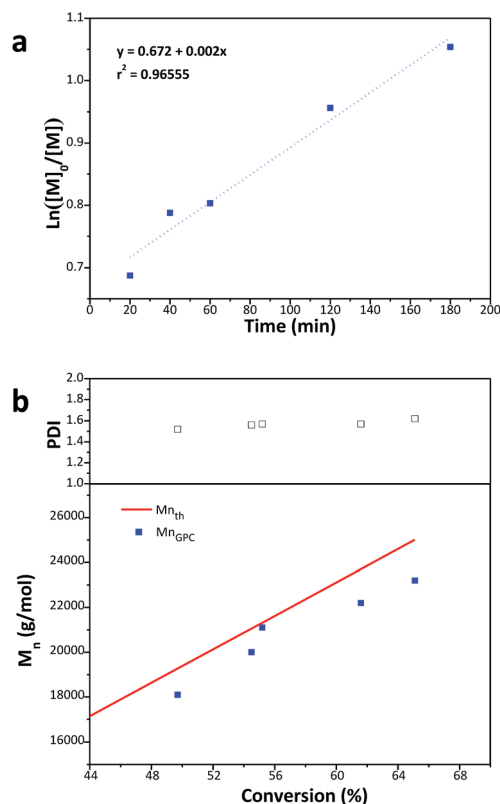 a
y = 0.672 + 0.002x
r² = 0.96555
Ln([M]₀/[M])
1.1
1.0
0.9
0.8
0.7
0 20 40 60 80 100 120 140 160 180 200
Time (min)
b
PDI
2.0
1.8
1.6
1.4
1.2
1.0
Mn_th
Mn_GPC
M_n (g/mol)
26000
24000
22000
20000
18000
16000
44 48 52 56 60 64 68
Conversion (%)